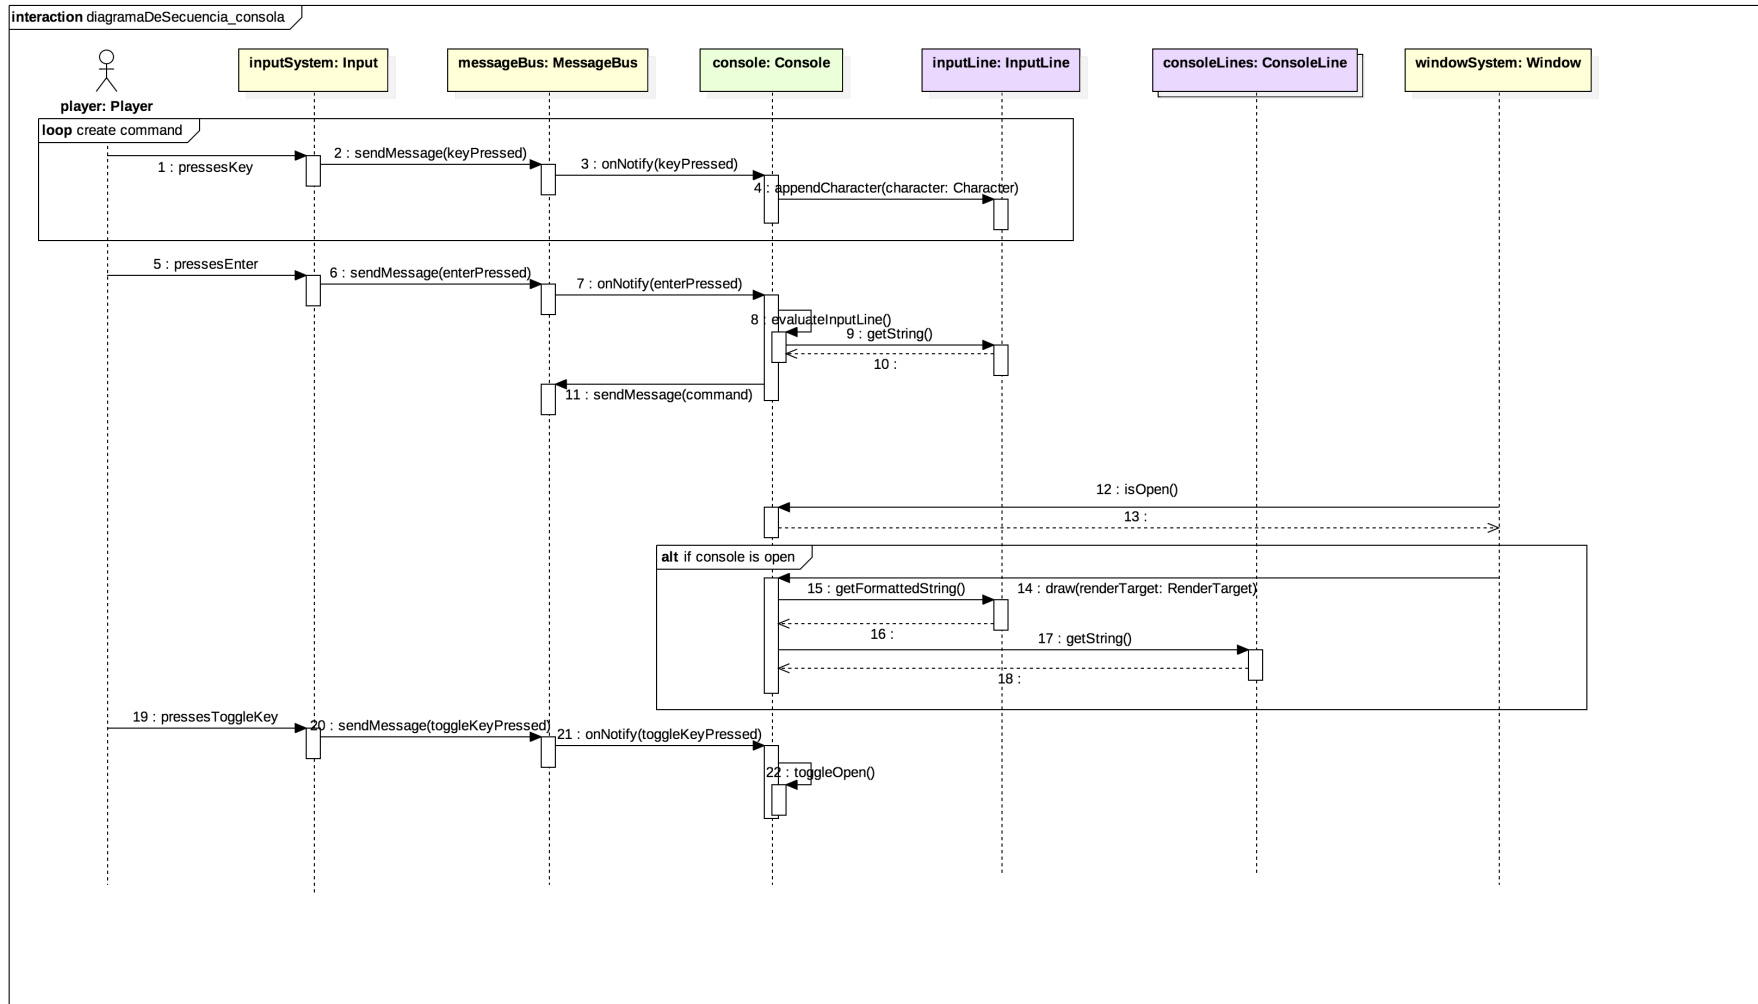 interaction diagramaDeSecuencia_consola
inputSystem: Input
messageBus: MessageBus
console: Console
inputLine: InputLine
consoleLines: ConsoleLine
windowSystem: Window
player: Player
loop create command
1 : pressesKey
2 : sendMessage(keyPressed)
3 : onNotify(keyPressed)
4 : appendCharacter(character: Character)
5 : pressesEnter
6 : sendMessage(enterPressed)
7 : onNotify(enterPressed)
8 : evaluateInputLine()
9 : getString()
10 :
11 : sendMessage(command)
12 : isOpen()
13 :
alt if console is open
14 : draw(renderTarget: RenderTarget)
15 : getFormattedString()
16 :
17 : getString()
18 :
19 : pressesToggleKey
20 : sendMessage(toggleKeyPressed)
21 : onNotify(toggleKeyPressed)
22 : toggleOpen()